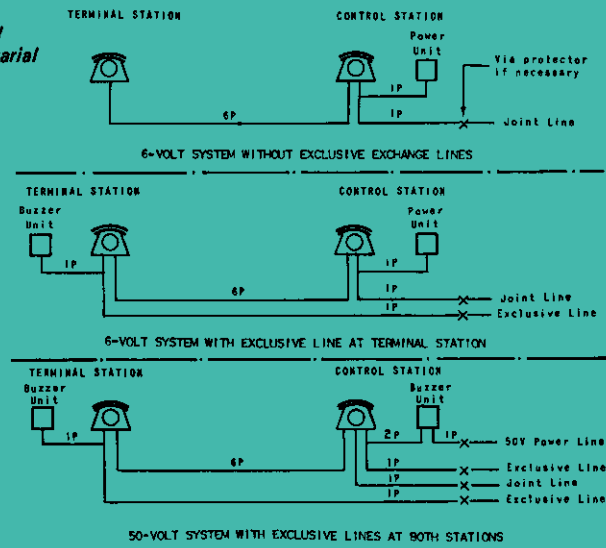 TERMINAL STATION
CONTROL STATION
arial
Power
Unit
Via protector
if necessary
1P
6P
1P
Joint Line
6-VOLT SYSTEM WITHOUT EXCLUSIVE EXCHANGE LINES
TERMINAL STATION
CONTROL STATION
Buzzer
Unit
Power
Unit
1P
1P
6P
1P
Joint Line
1P
Exclusive Line
6-VOLT SYSTEM WITH EXCLUSIVE LINE AT TERMINAL STATION
TERMINAL STATION
CONTROL STATION
Buzzer
Unit
Buzzer
Unit
1P
2P
1P
50V Power Line
6P
1P
Exclusive Line
1P
Joint Line
1P
Exclusive Line
50-VOLT SYSTEM WITH EXCLUSIVE LINES AT BOTH STATIONS